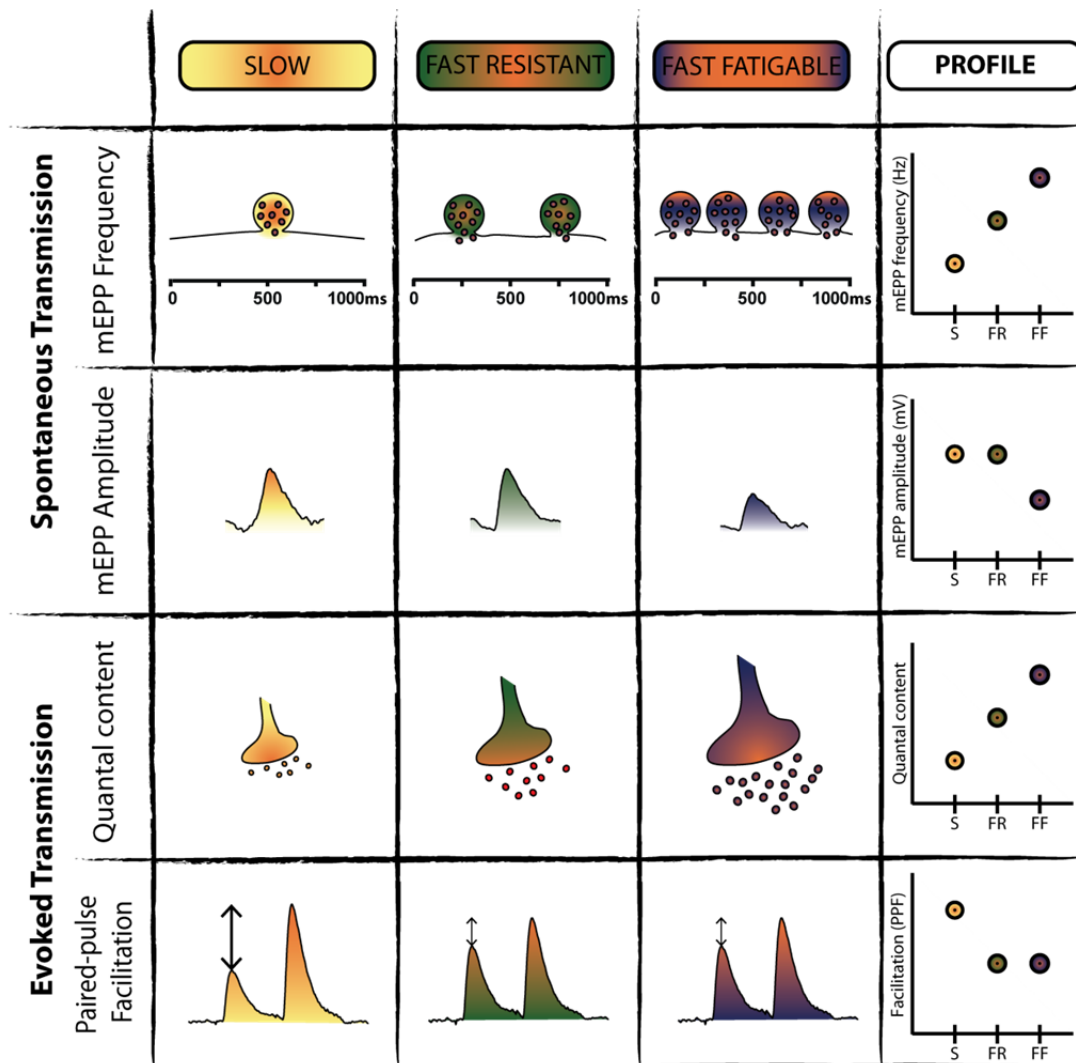 SLOW
FAST RESISTANT
FAST FATIGABLE
PROFILE
Spontaneous Transmission
mEPP Frequency
0 500 1000ms
0 500 1000ms
0 500 1000ms
mEPP frequency (Hz)
S FR FF
mEPP Amplitude
mEPP amplitude (mV)
S FR FF
Evoked Transmission
Quantal content
Quantal content
S FR FF
Paired-pulse
Facilitation
Facilitation (PPF)
S FR FF